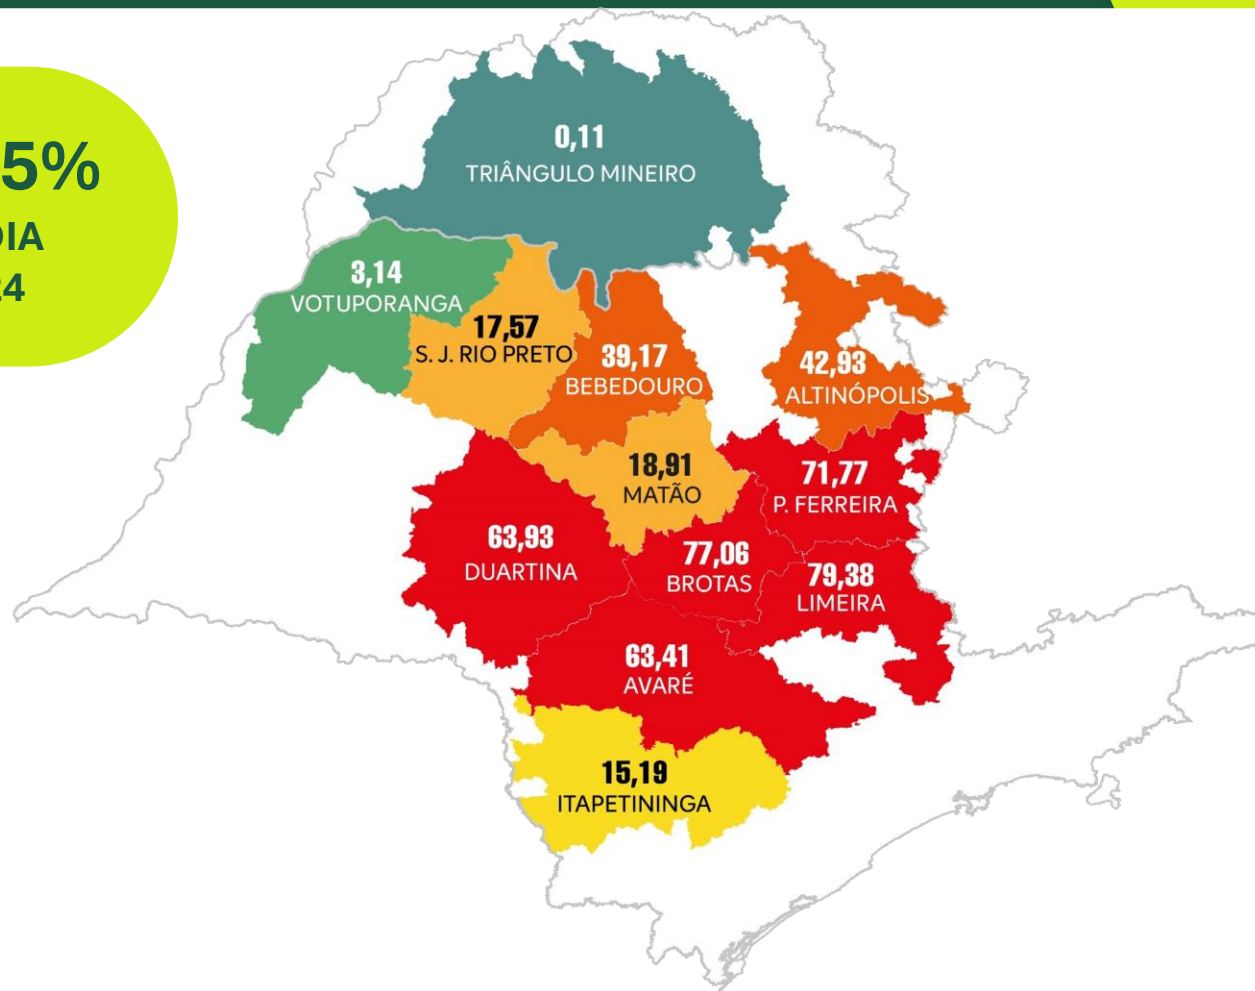 5%
DIA
24
0,11
TRIÂNGULO MINEIRO
3,14
VOTUPORANGA
17,57
S. J. RIO PRETO
39,17
BEBEDOURO
42,93
ALTINÓPOLIS
18,91
MATÃO
71,77
P. FERREIRA
63,93
DUARTINA
77,06
BROTAS
79,38
LIMEIRA
63,41
AVARÉ
15,19
ITAPETININGA